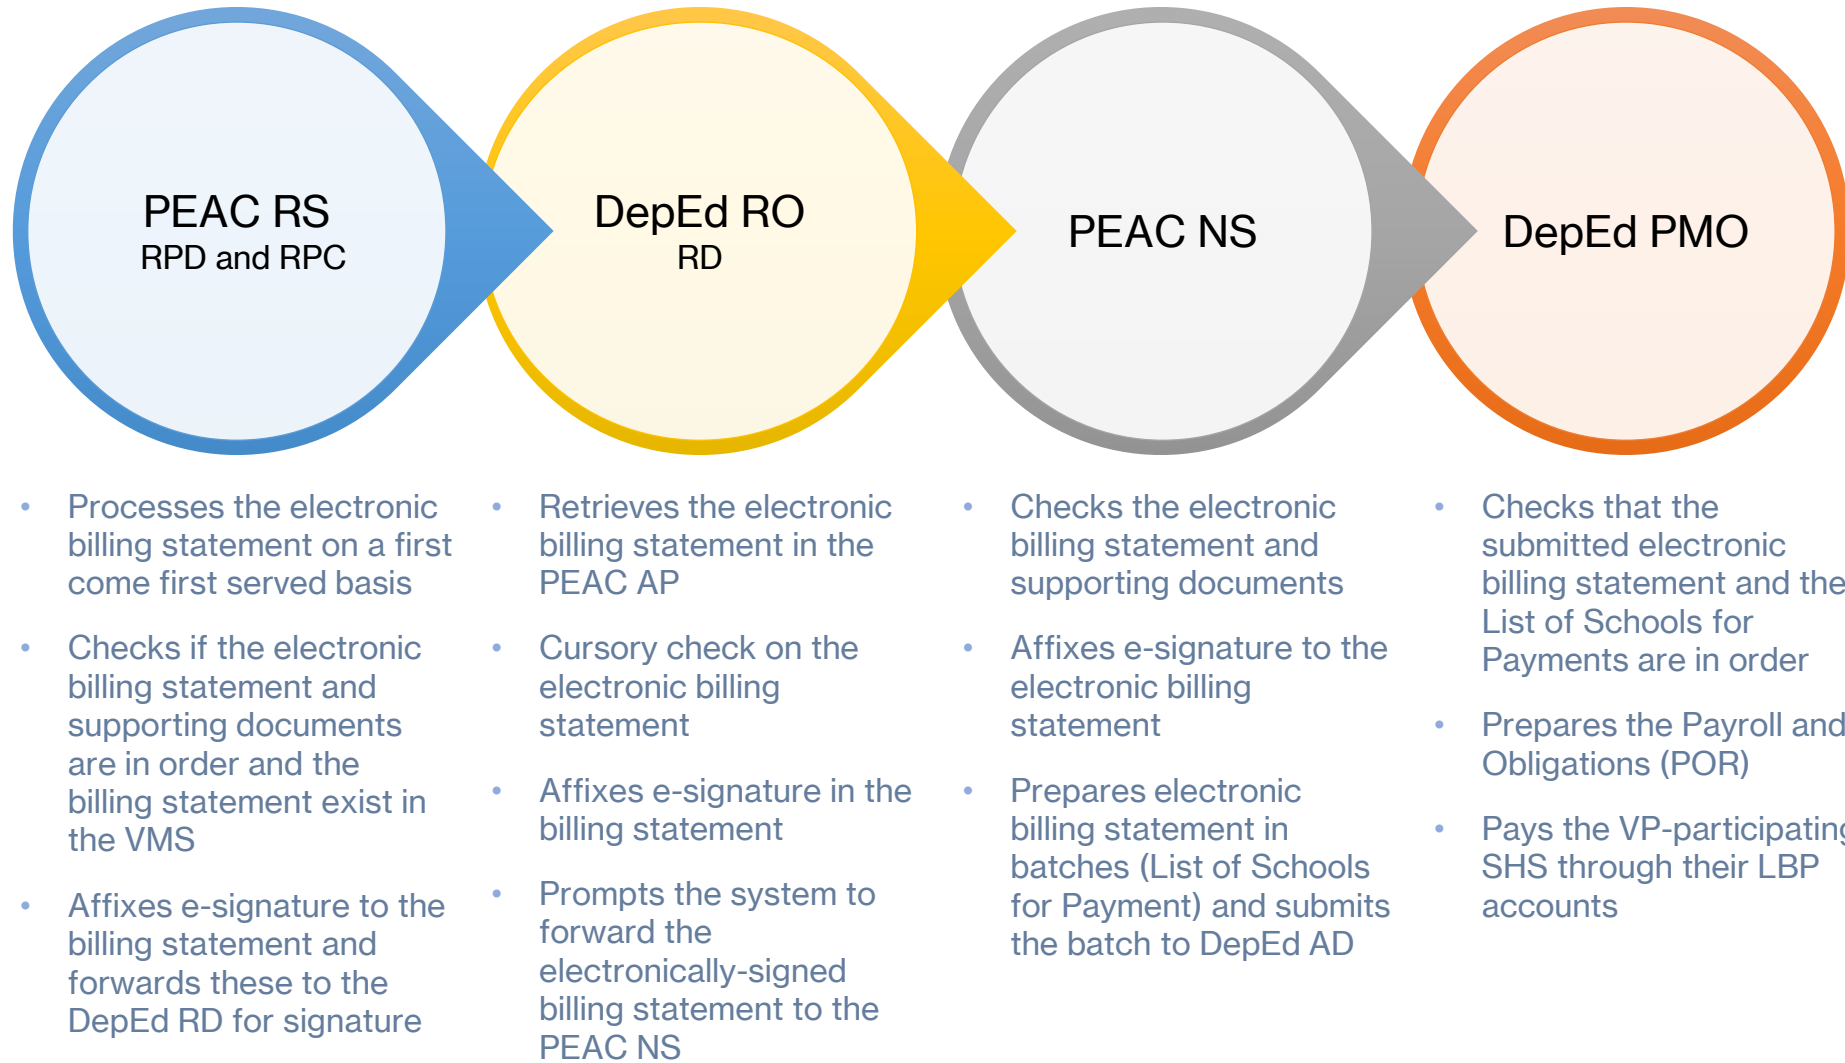 PEAC RS
RPD and RPC
DepEd RO
RD
PEAC NS
DepEd PMO
• Processes the electronic
billing statement on a first
come first served basis
• Checks if the electronic
billing statement and
supporting documents
are in order and the
billing statement exist in
the VMS
• Affixes e-signature to the
billing statement and
forwards these to the
DepEd RD for signature
• Retrieves the electronic
billing statement in the
PEAC AP
• Cursory check on the
electronic billing
statement
• Affixes e-signature in the
billing statement
• Prompts the system to
forward the
electronically-signed
billing statement to the
PEAC NS
• Checks the electronic
billing statement and
supporting documents
• Affixes e-signature to the
electronic billing
statement
• Prepares electronic
billing statement in
batches (List of Schools
for Payment) and submits
the batch to DepEd AD
• Checks that the
submitted electronic
billing statement and the
List of Schools for
Payments are in order
• Prepares the Payroll and
Obligations (POR)
• Pays the VP-participating
SHS through their LBP
accounts